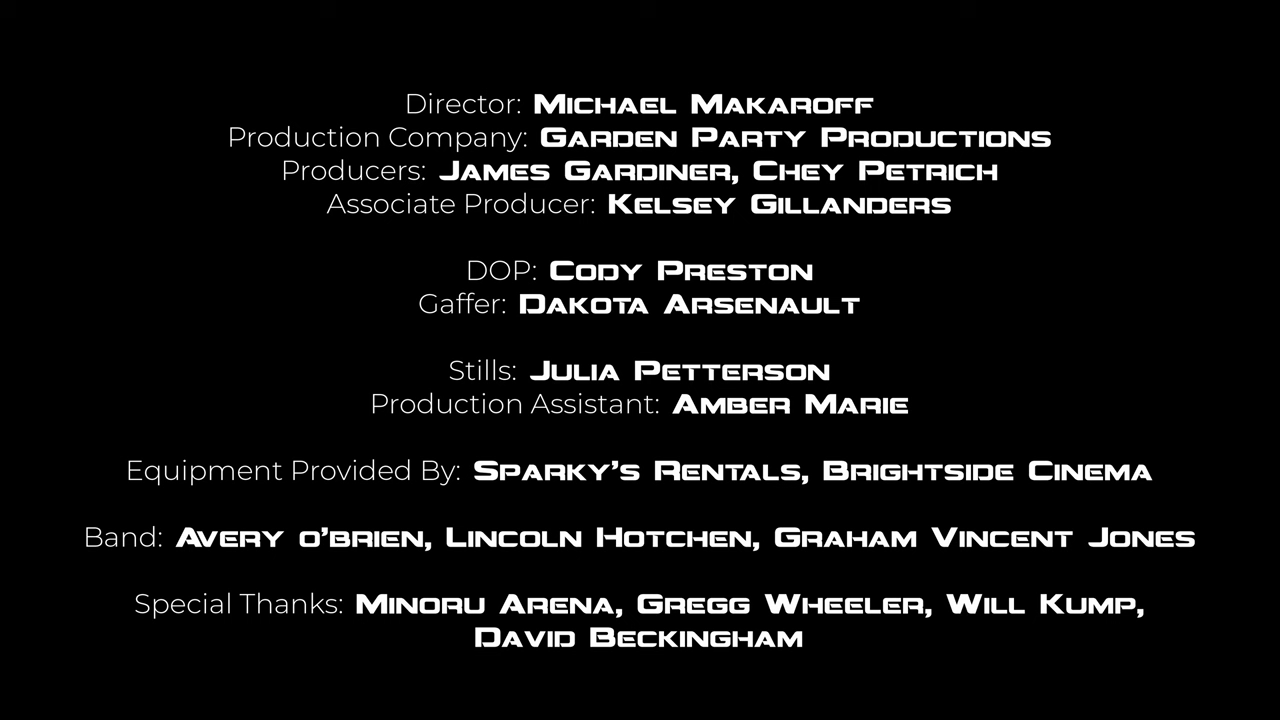 Director: Michael Makaroff
Production Company: Garden Party Productions
Producers: James Gardiner, Chey Petrich
Associate Producer: Kelsey Gillanders
DOP: Cody Preston
Gaffer: Dakota Arsenault
Stills: Julia Petterson
Production Assistant: Amber Marie
Equipment Provided By: Sparky's Rentals, Brightside Cinema
Band: Avery o'brien, Lincoln Hotchen, Graham Vincent Jones
Special Thanks: Minoru Arena, Gregg Wheeler, Will Kump,
David Beckingham